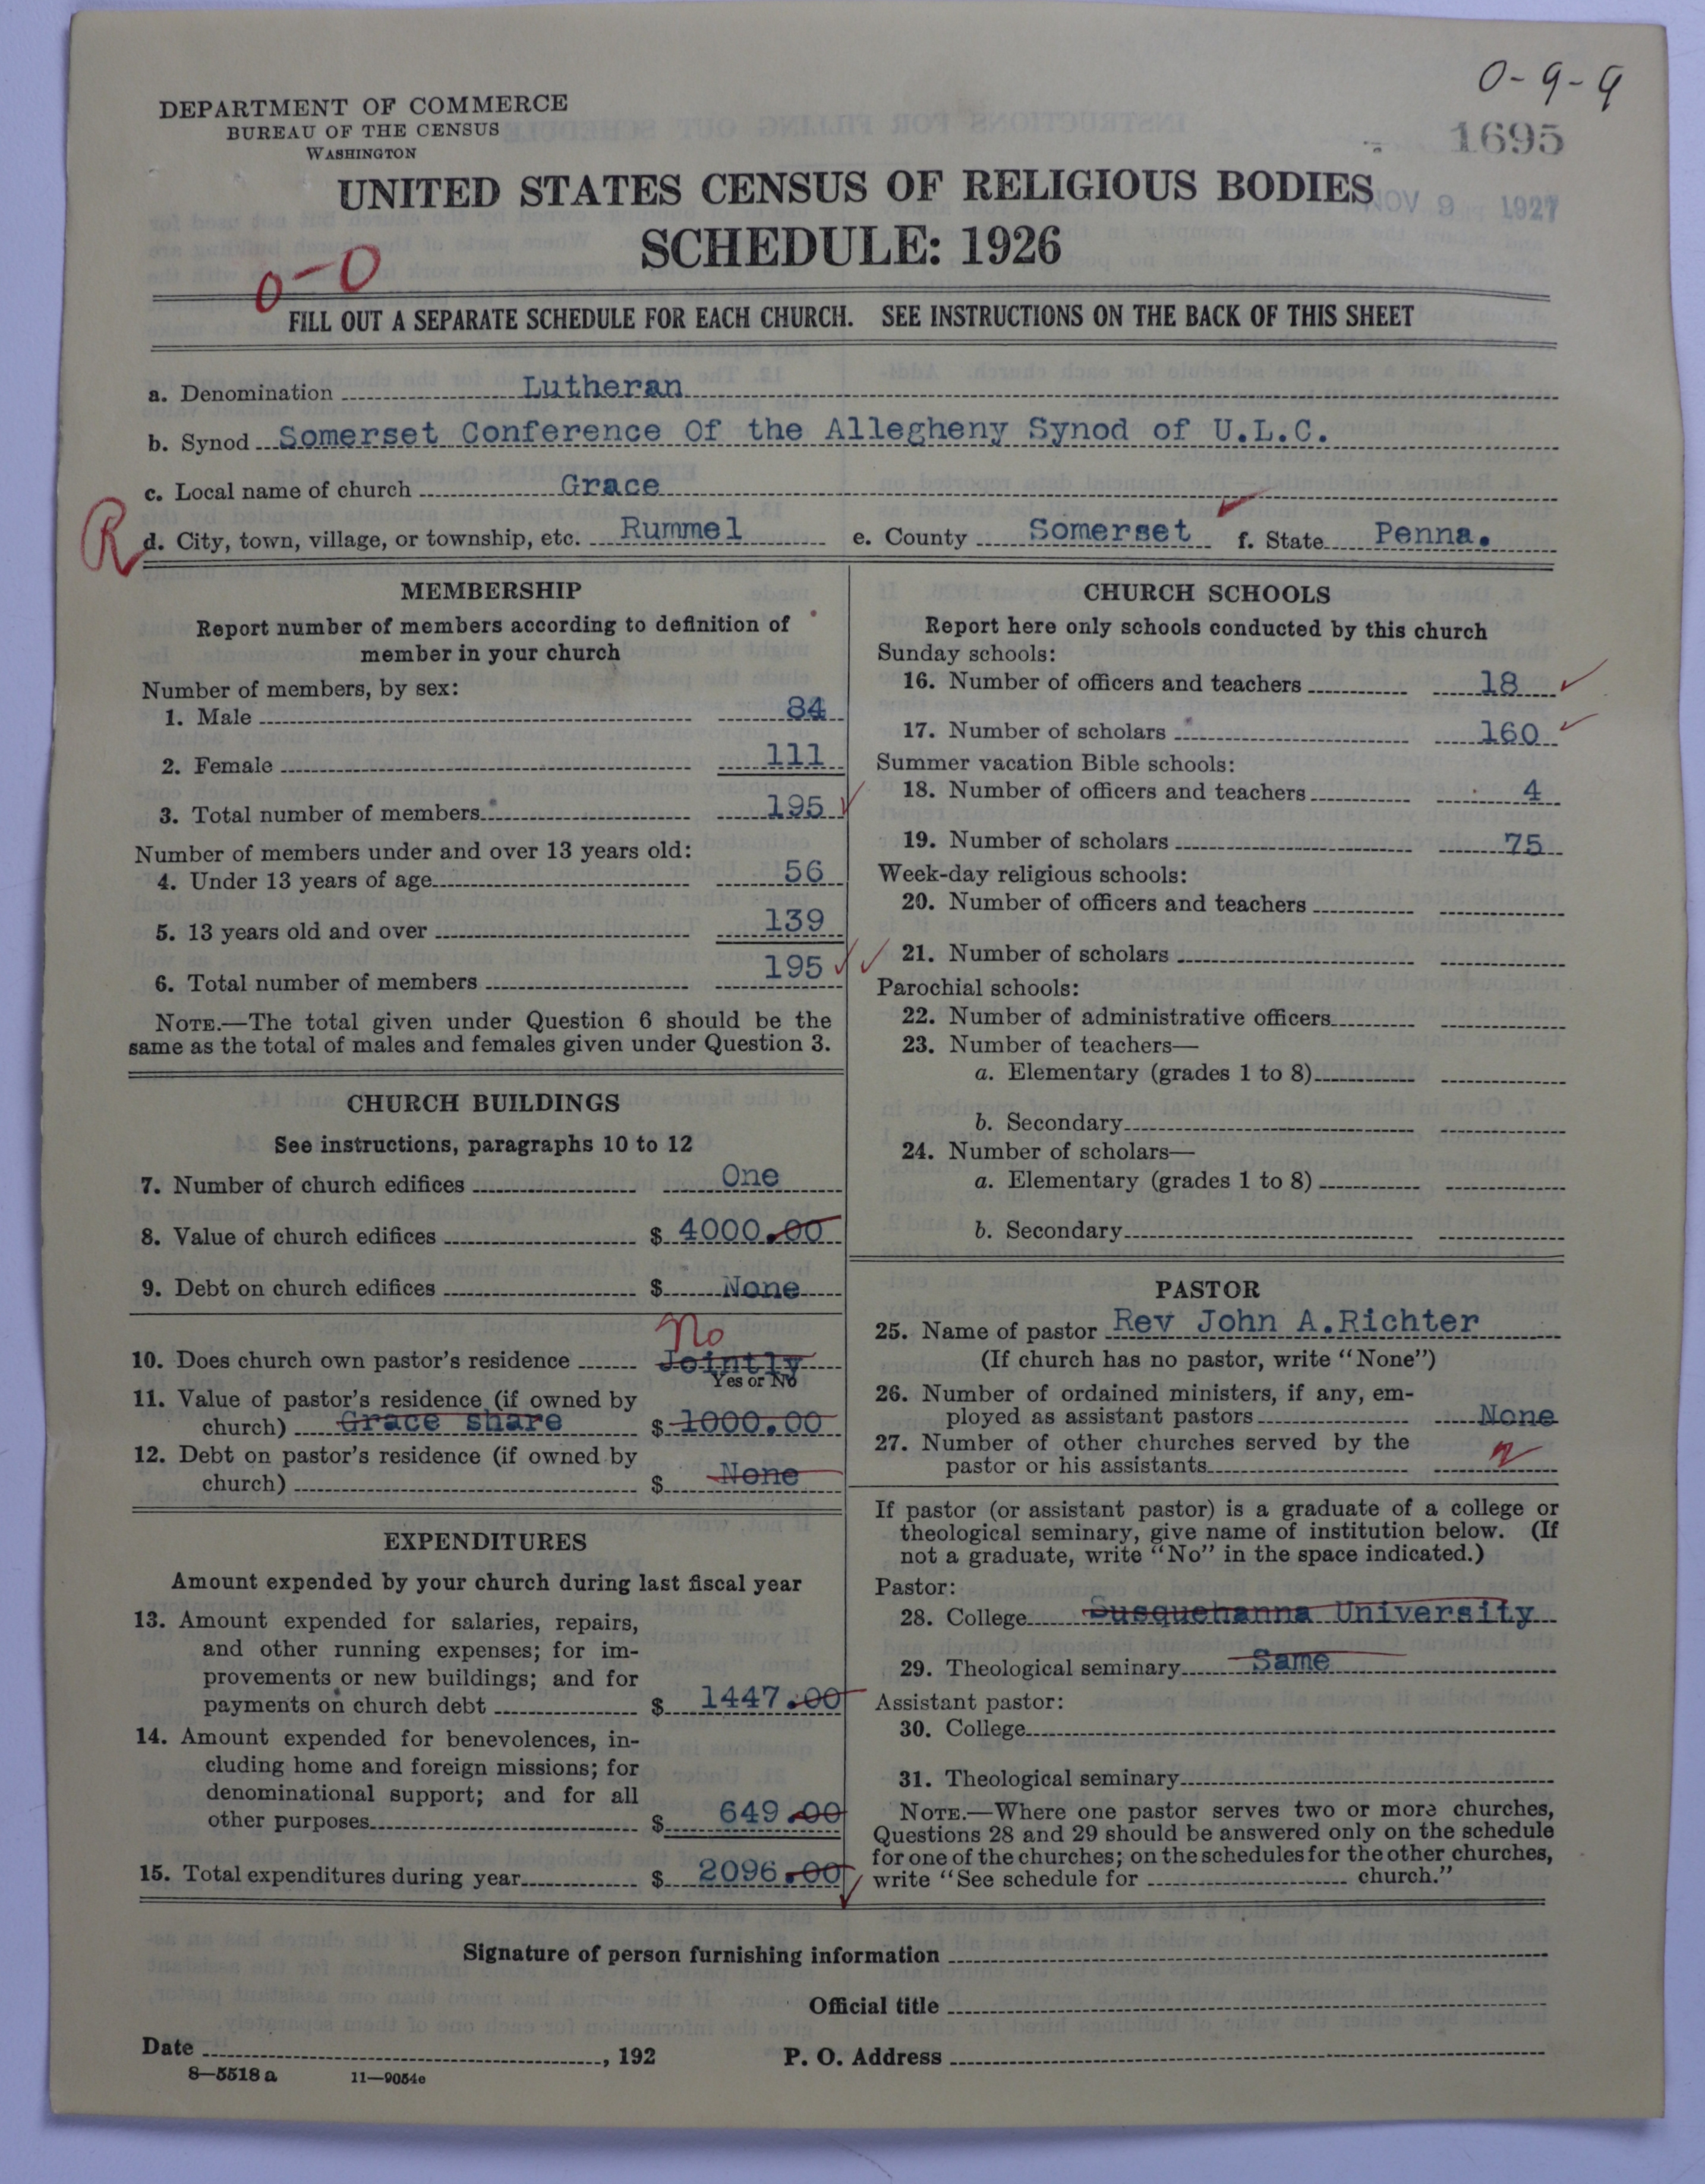 0-9-9
DEPARTMENT OF COMMERCE
BUREAU OF THE CENSUS
WASHINGTON
1695
NOV 9 1927
UNITED STATES CENSUS OF RELIGIOUS BODIES
SCHEDULE: 1926
0-0
FILL OUT A SEPARATE SCHEDULE FOR EACH CHURCH. SEE INSTRUCTIONS ON THE BACK OF THIS SHEET
a. Denomination Lutheran
b. Synod Somerset Conference Of the Allegheny Synod of U.L.C.
c. Local name of church Grace
R
d. City, town, village, or township, etc. Rummel e. County Somerset f. State Penna.
MEMBERSHIP
Report number of members according to definition of
member in your church
Number of members, by sex:
1. Male 84
2. Female 111
3. Total number of members 195
Number of members under and over 13 years old:
4. Under 13 years of age 56
5. 13 years old and over 139
6. Total number of members 195
NOTE.—The total given under Question 6 should be the
same as the total of males and females given under Question 3.
CHURCH BUILDINGS
See instructions, paragraphs 10 to 12
7. Number of church edifices One
8. Value of church edifices $ 4000.00
9. Debt on church edifices $ None
No
10. Does church own pastor's residence Jointly
Yes or No
11. Value of pastor's residence (if owned by
church) Grace share $ 1000.00
12. Debt on pastor's residence (if owned by
church) $ None
EXPENDITURES
Amount expended by your church during last fiscal year
13. Amount expended for salaries, repairs,
and other running expenses; for im-
provements or new buildings; and for
payments on church debt $ 1447.00
14. Amount expended for benevolences, in-
cluding home and foreign missions; for
denominational support; and for all
other purposes $ 649.00
15. Total expenditures during year $ 2096.00
CHURCH SCHOOLS
Report here only schools conducted by this church
Sunday schools:
16. Number of officers and teachers 18
17. Number of scholars 160
Summer vacation Bible schools:
18. Number of officers and teachers 4
19. Number of scholars 75
Week-day religious schools:
20. Number of officers and teachers
21. Number of scholars
Parochial schools:
22. Number of administrative officers
23. Number of teachers—
a. Elementary (grades 1 to 8)
b. Secondary
24. Number of scholars—
a. Elementary (grades 1 to 8)
b. Secondary
PASTOR
25. Name of pastor Rev John A.Richter
(If church has no pastor, write "None")
26. Number of ordained ministers, if any, em-
ployed as assistant pastors None
27. Number of other churches served by the
pastor or his assistants
If pastor (or assistant pastor) is a graduate of a college or
theological seminary, give name of institution below. (If
not a graduate, write "No" in the space indicated.)
Pastor:
28. College Susquehanna University
29. Theological seminary Same
Assistant pastor:
30. College
31. Theological seminary
NOTE.—Where one pastor serves two or more churches,
Questions 28 and 29 should be answered only on the schedule
for one of the churches; on the schedules for the other churches,
write "See schedule for church."
Signature of person furnishing information
Official title
Date , 192 P. O. Address
8—5518 a 11—9054e